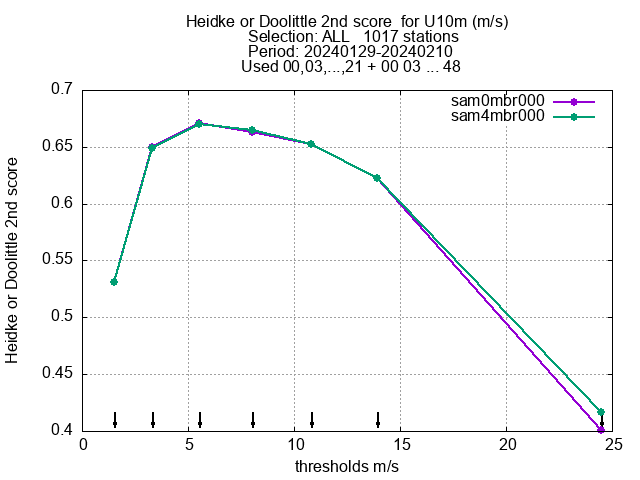 Heidke or Doolittle 2nd score  for U10m (m/s)
Selection: ALL   1017 stations
Period: 20240129-20240210
Used 00,03,...,21 + 00 03 ... 48
sam0mbr000
sam4mbr000
Heidke or Doolittle 2nd score
0.7
0.65
0.6
0.55
0.5
0.45
0.4
0 5 10 15 20 25
thresholds m/s